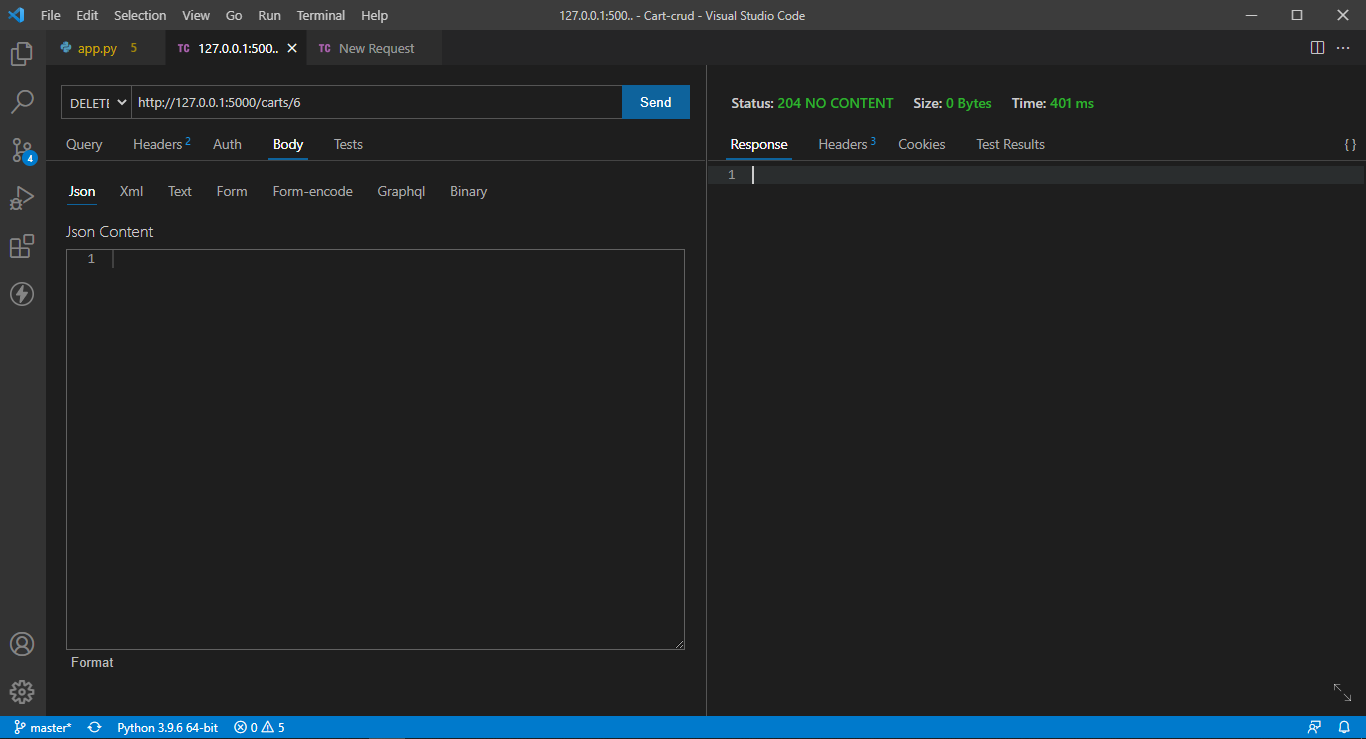 File Edit Selection View Go Run Terminal Help 127.0.0.1:500.. - Cart-crud - Visual Studio Code
app.py 5 TC 127.0.0.1:500.. TC New Request
DELETE http://127.0.0.1:5000/carts/6 Send
Status: 204 NO CONTENT Size: 0 Bytes Time: 401 ms
Query Headers 2 Auth Body Tests
Response Headers 3 Cookies Test Results {}
4
Json Xml Text Form Form-encode Graphql Binary
1
Json Content
1
Format
master* Python 3.9.6 64-bit 0 5